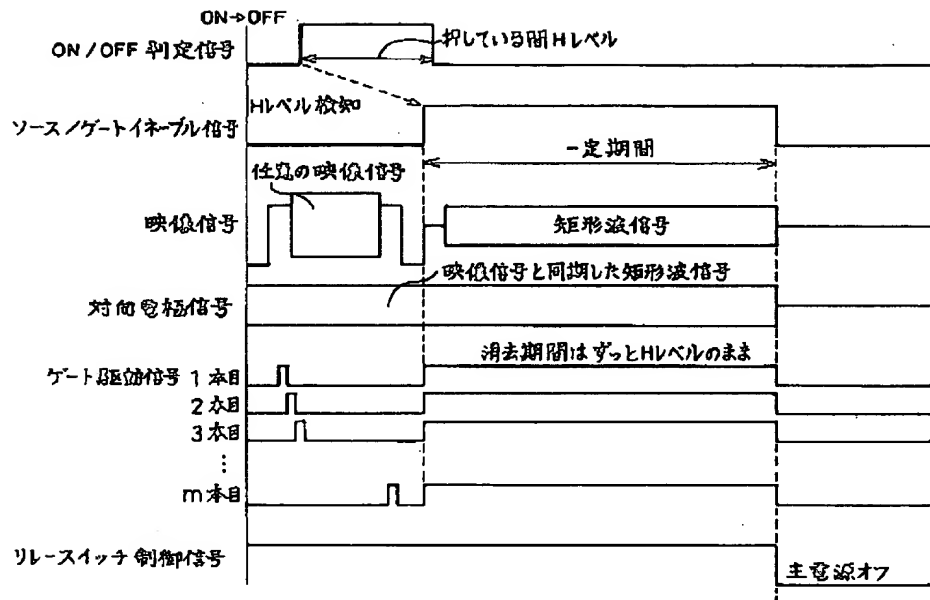 ON→OFF
ON/OFF 判定信号
押している間Hレベル
Hレベル検知
ソース/ゲートイネーブル信号
一定期間
任意の映像信号
映像信号
矩形波信号
映像信号と同期した矩形波信号
対向電極信号
消去期間はずっとHレベルのまま
ゲート駆動信号 1本目
2本目
3本目
⋮
m本目
リレースイッチ制御信号
主電源オフ